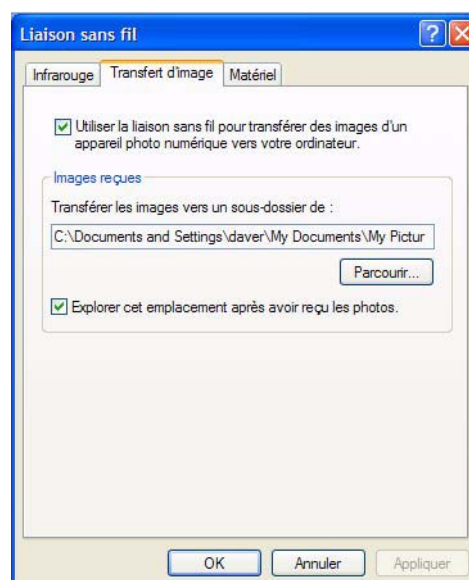 Liaison sans fil
Infrarouge Transfert d'image Matériel
Utiliser la liaison sans fil pour transférer des images d'un
appareil photo numérique vers votre ordinateur.
Images reçues
Transférer les images vers un sous-dossier de :
C:\Documents and Settings\daver\My Documents\My Pictur
Parcourir...
Explorer cet emplacement après avoir reçu les photos.
OK Annuler Appliquer